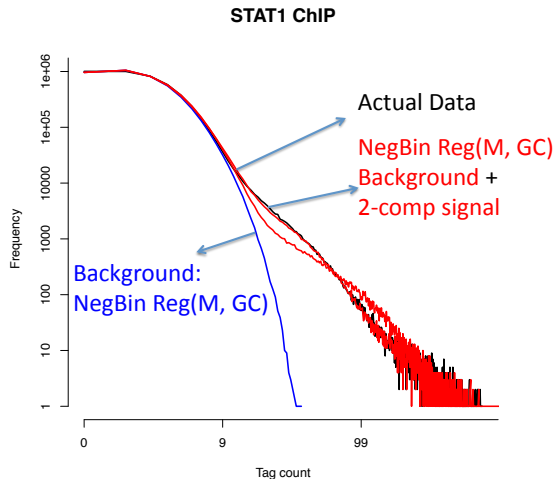 STAT1 ChIP
Frequency
1e+06
1e+05
10000
1000
100
10
1
Actual Data
NegBin Reg(M, GC)
Background +
2-comp signal
Background:
NegBin Reg(M, GC)
0
9
99
Tag count